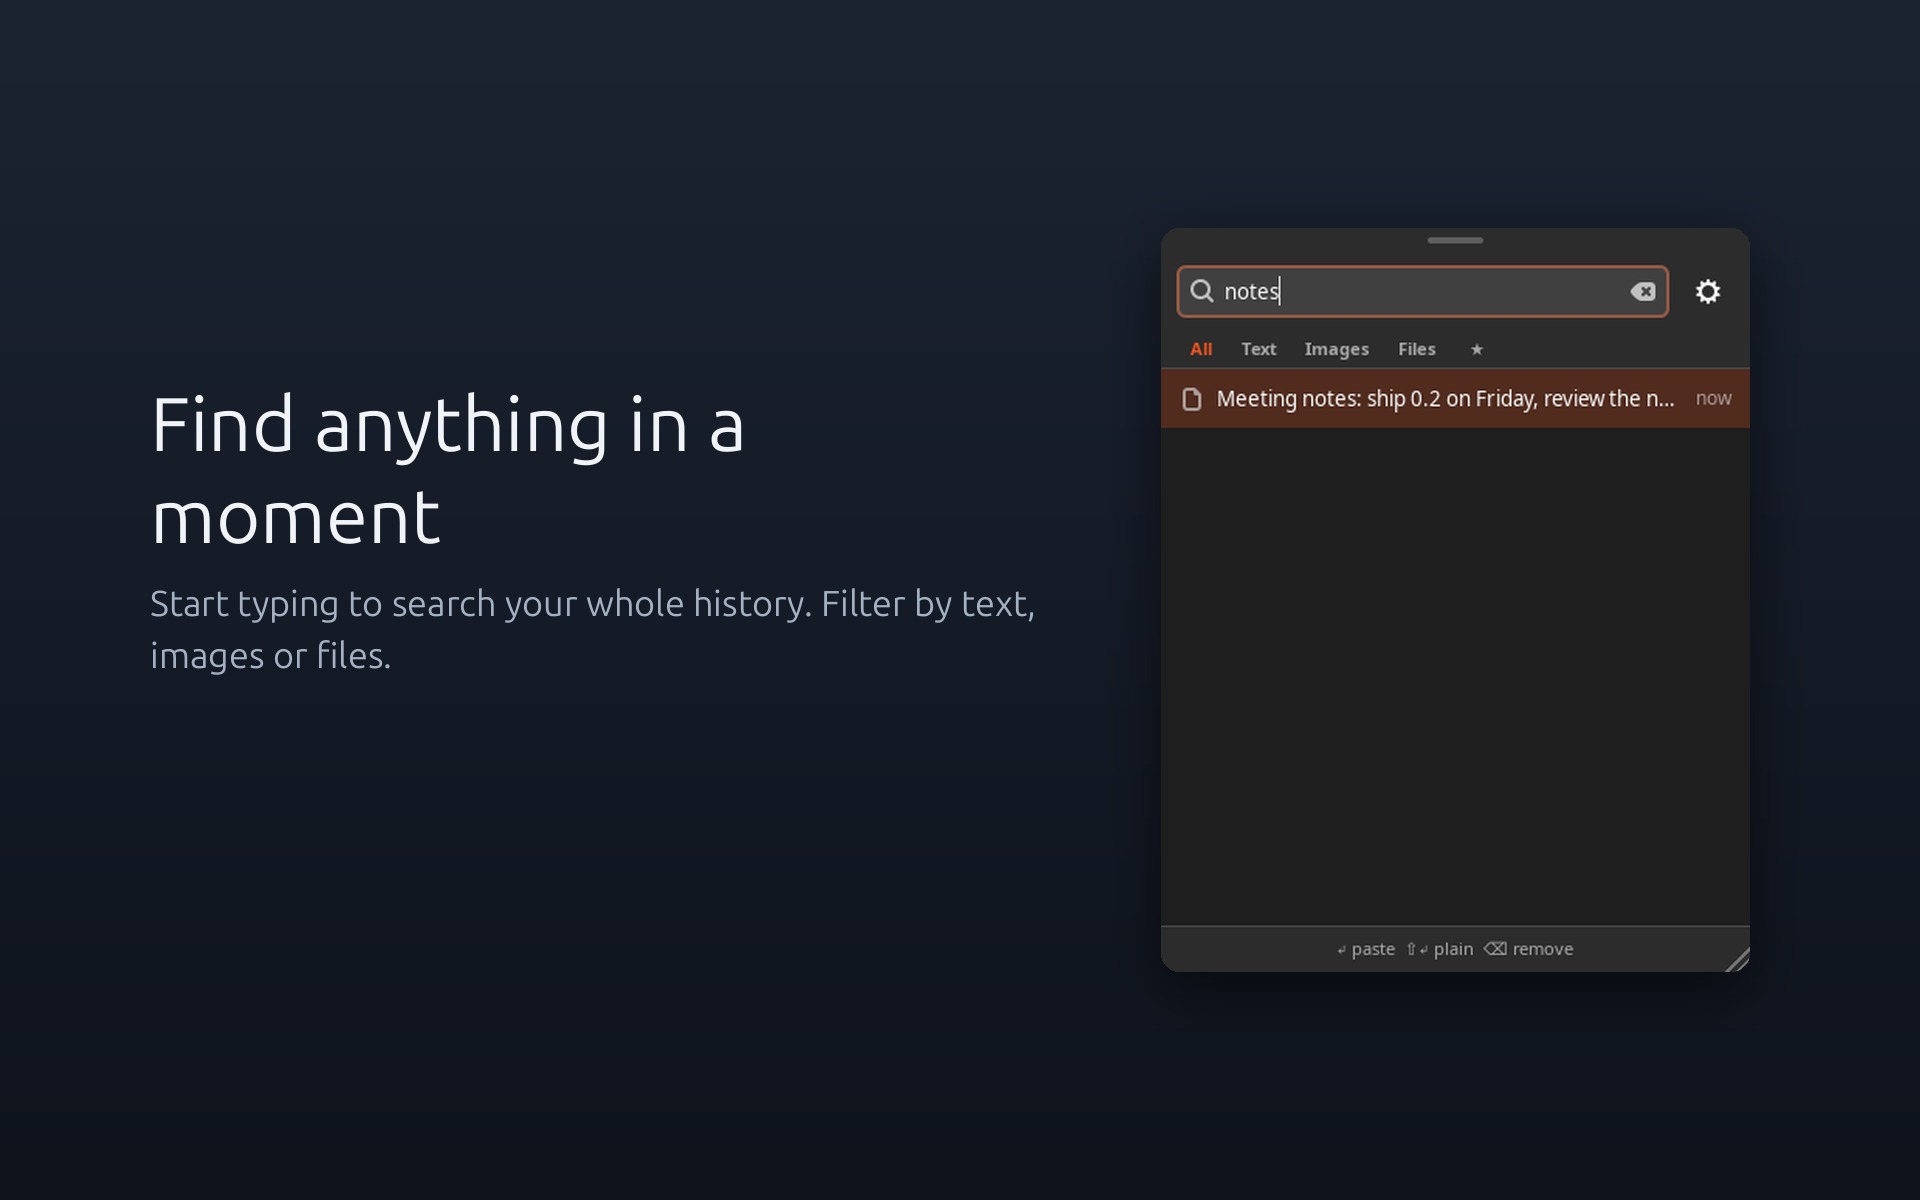 Find anything in a
moment
Start typing to search your whole history. Filter by text,
images or files.
notes
All Text Images Files ★
Meeting notes: ship 0.2 on Friday, review the n... now
↲ paste ⇧↲ plain ⌫ remove